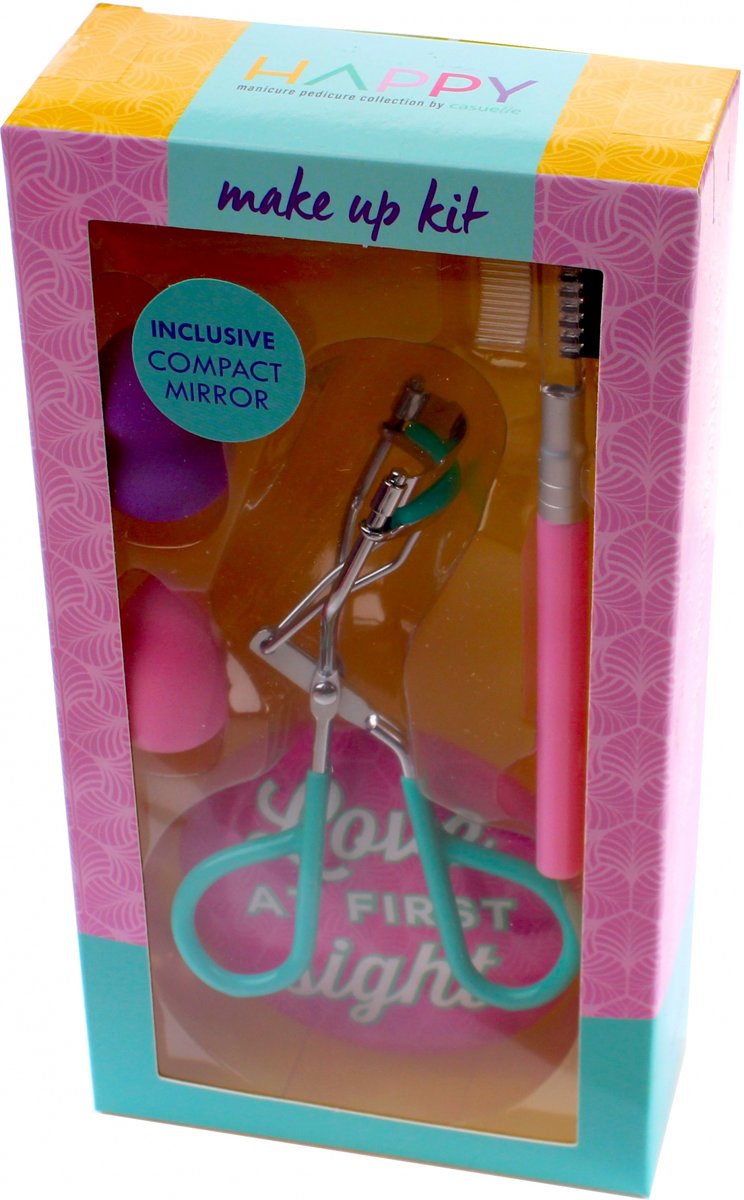 HAPPY
manicure pedicure collection by casuelle
make up kit
INCLUSIVE
COMPACT
MIRROR
Love
AT FIRST
sight